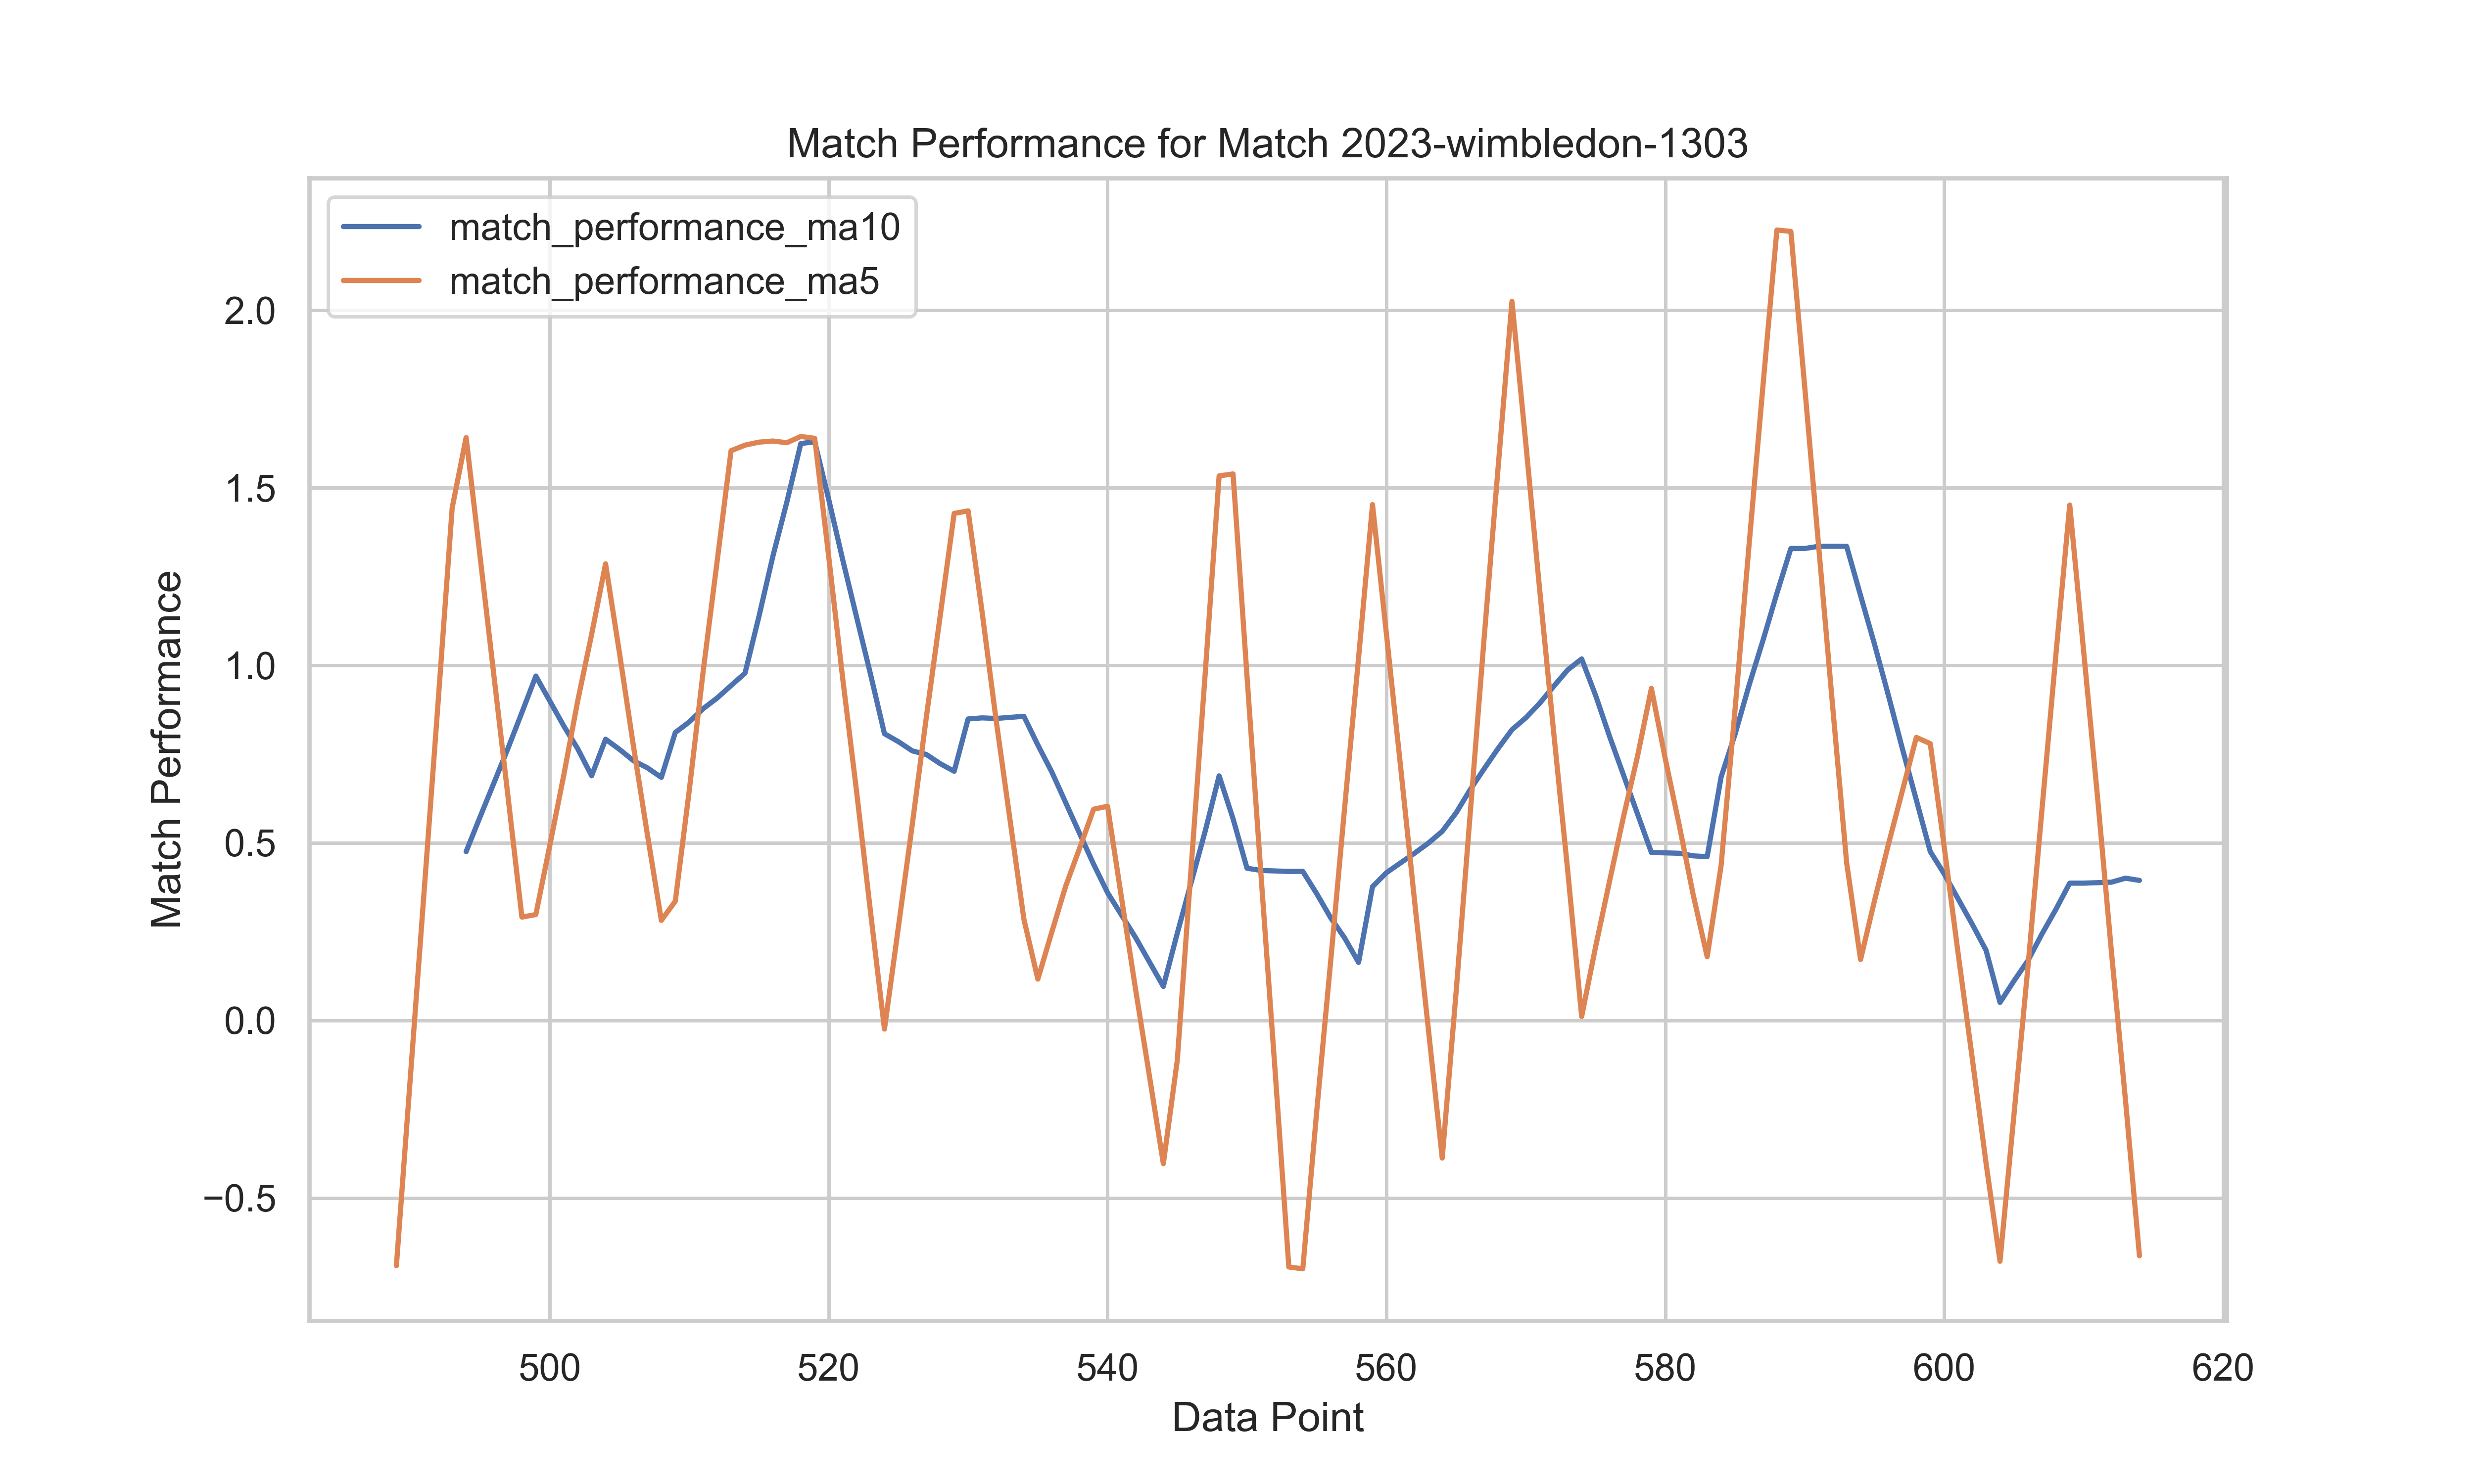 Match Performance for Match 2023-wimbledon-1303
match_performance_ma10
match_performance_ma5
Match Performance
2.0
1.5
1.0
0.5
0.0
−0.5
500 520 540 560 580 600 620
Data Point